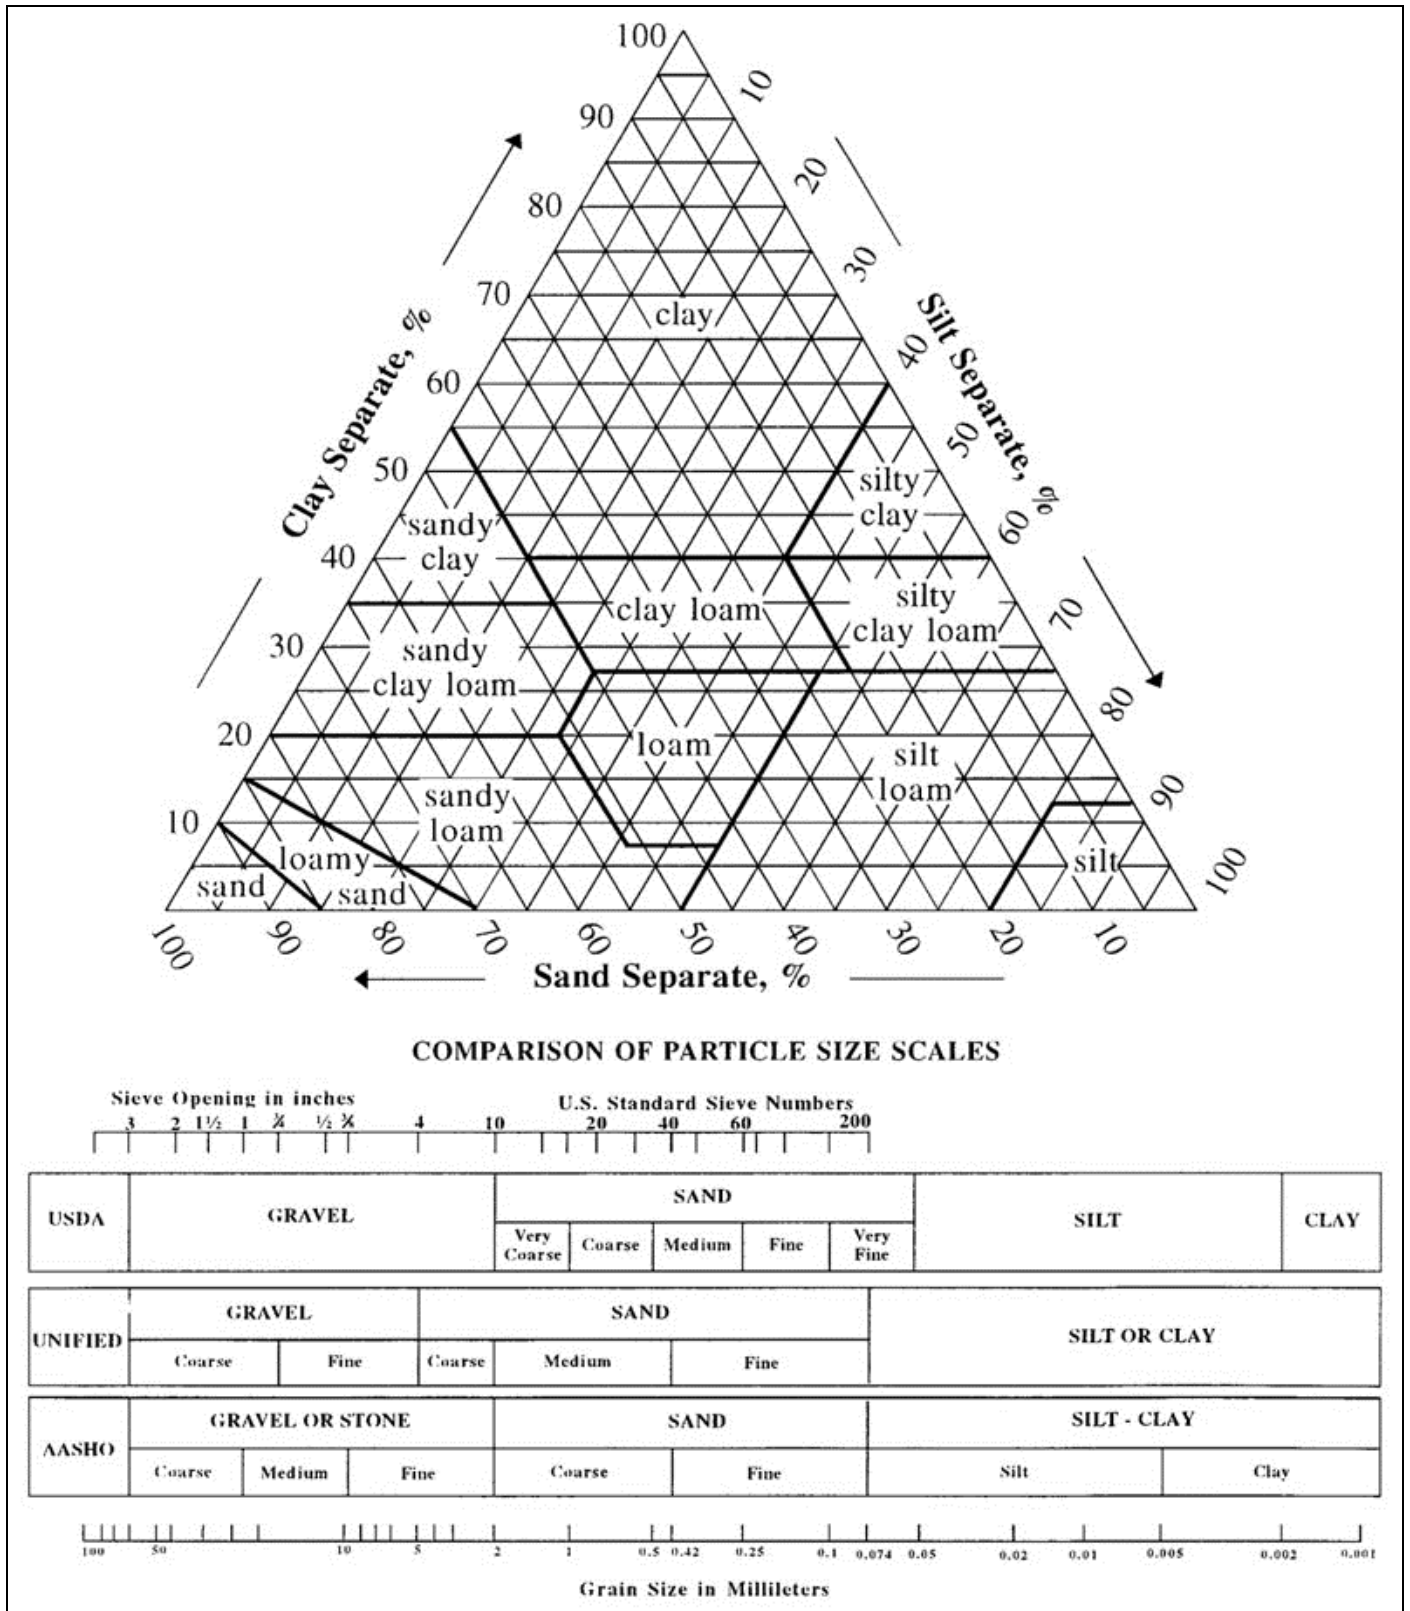 100
10
90
20
80
30
70
clay
40
60
50
50
silty
clay
sandy
clay
60
40
clay loam
silty
clay loam
70
30
sandy
clay loam
80
20
loam
silt
loam
90
10
sandy
loam
loamy
sand
silt
100
sand
100 90 80 70 60 50 40 30 20 10
Clay Separate, %
Silt Separate, %
Sand Separate, %
COMPARISON OF PARTICLE SIZE SCALES
Sieve Opening in inches
U.S. Standard Sieve Numbers
3 2 1½ 1 ¾ ½ 4 10 20 40 60 200
USDA
GRAVEL
SAND
SILT
CLAY
Very
Coarse
Coarse
Medium
Fine
Very
Fine
UNIFIED
GRAVEL
SAND
SILT OR CLAY
Coarse
Fine
Coarse
Medium
Fine
AASHO
GRAVEL OR STONE
SAND
SILT - CLAY
Coarse
Medium
Fine
Coarse
Fine
Silt
Clay
100 50 10 5 2 1 0.5 0.42 0.25 0.1 0.074 0.05 0.02 0.01 0.005 0.002 0.001
Grain Size in Millileters